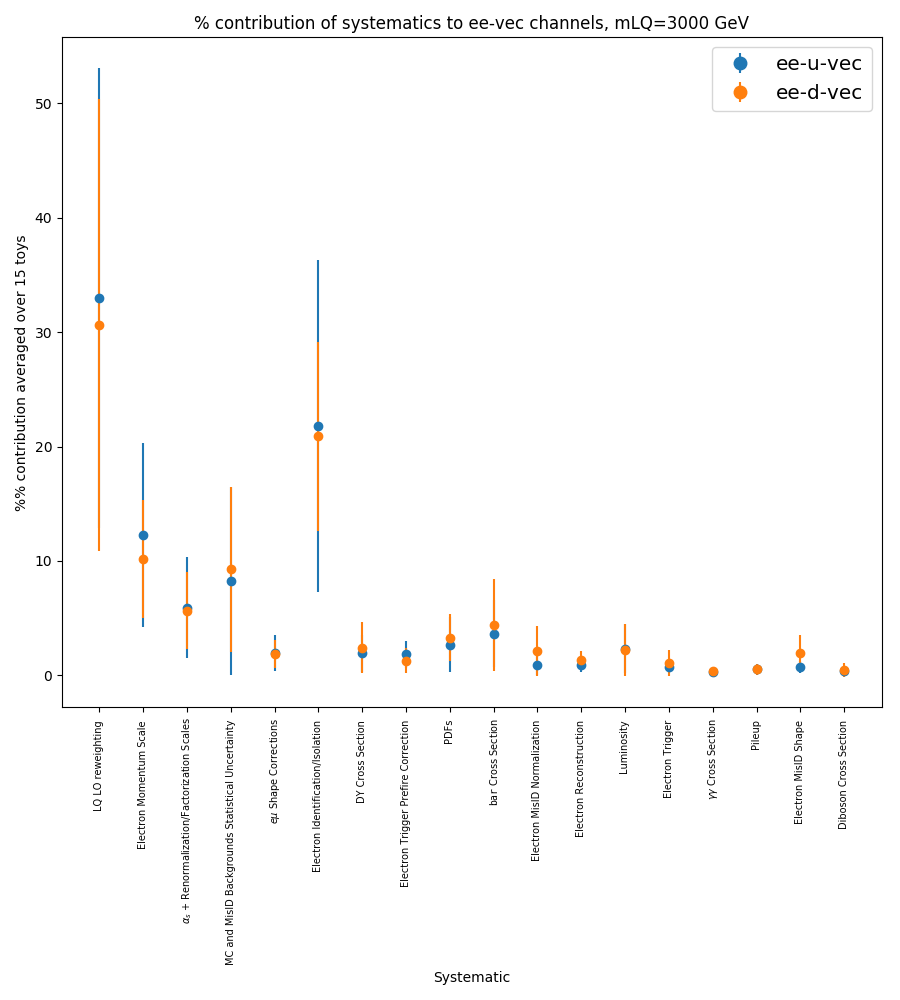 % contribution of systematics to ee-vec channels, mLQ=3000 GeV
ee-u-vec
ee-d-vec
%% contribution averaged over 15 toys
50
40
30
20
10
0
LQ LO reweighting
Electron Momentum Scale
αs + Renormalization/Factorization Scales
MC and MisID Backgrounds Statistical Uncertainty
eμ Shape Corrections
Electron Identification/Isolation
DY Cross Section
Electron Trigger Prefire Correction
PDFs
bar Cross Section
Electron MisID Normalization
Electron Reconstruction
Luminosity
Electron Trigger
γγ Cross Section
Pileup
Electron MisID Shape
Diboson Cross Section
Systematic